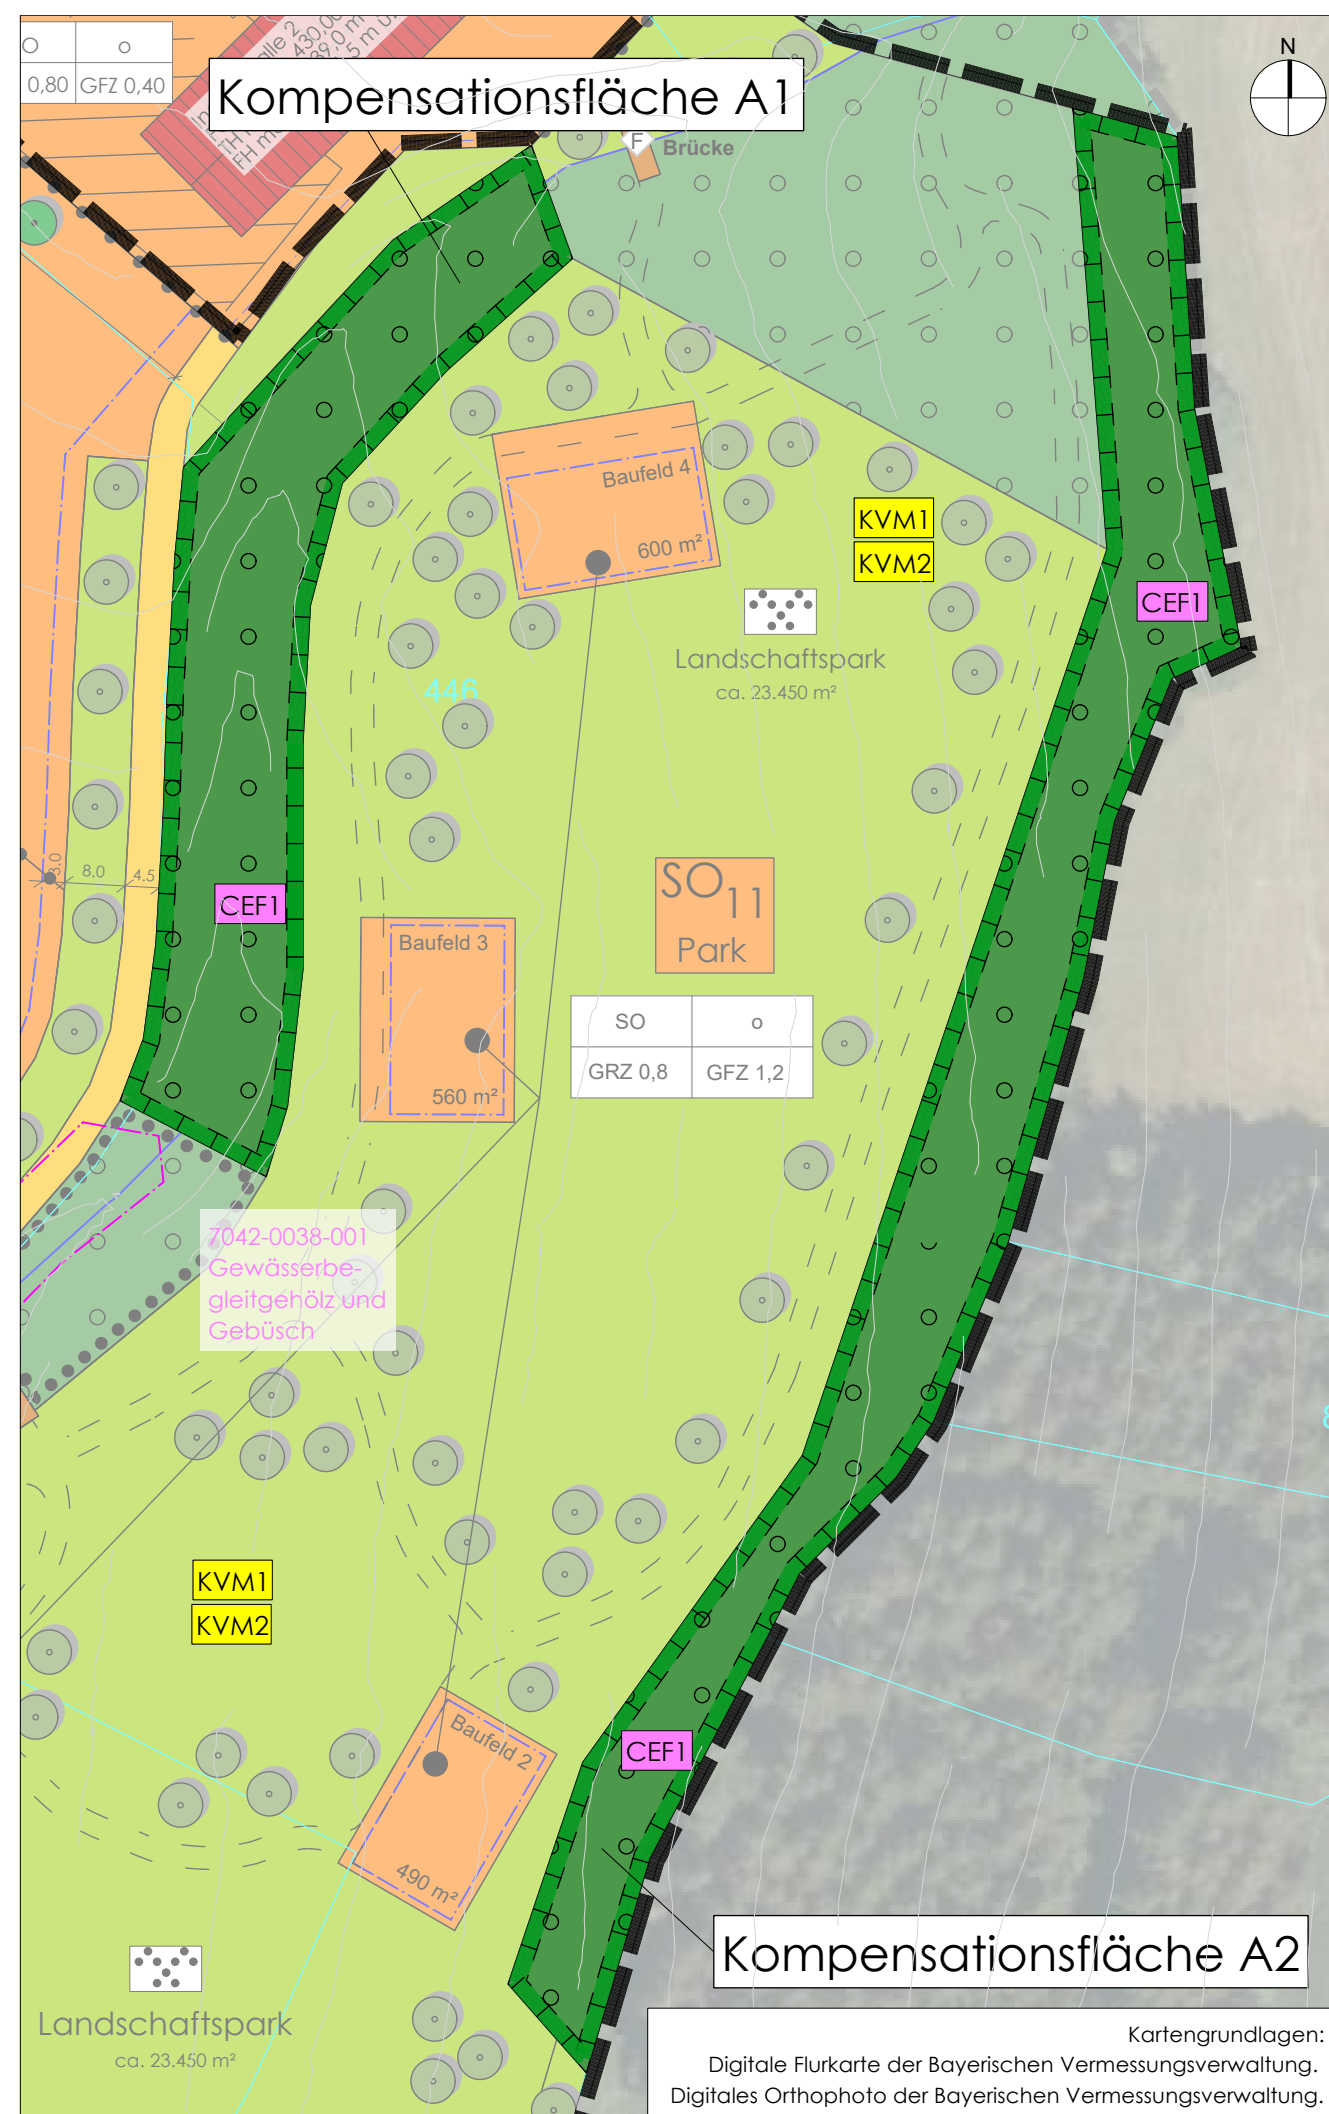 0,80
GFZ 0,40
Kompensationsfläche A1
N
F
Brücke
Baufeld 4
600 m²
KVM1
KVM2
CEF1
Landschaftspark
ca. 23.450 m²
446
SO 11
Park
3.0
8.0
4.5
CEF1
Baufeld 3
560 m²
SO
o
GRZ 0,8
GFZ 1,2
7042-0038-001
Gewässerbe-
gleitgehölz und
Gebüsch
KVM1
KVM2
Baufeld 2
490 m²
CEF1
Kompensationsfläche A2
Landschaftspark
ca. 23.450 m²
Kartengrundlagen:
Digitale Flurkarte der Bayerischen Vermessungsverwaltung.
Digitales Orthophoto der Bayerischen Vermessungsverwaltung.